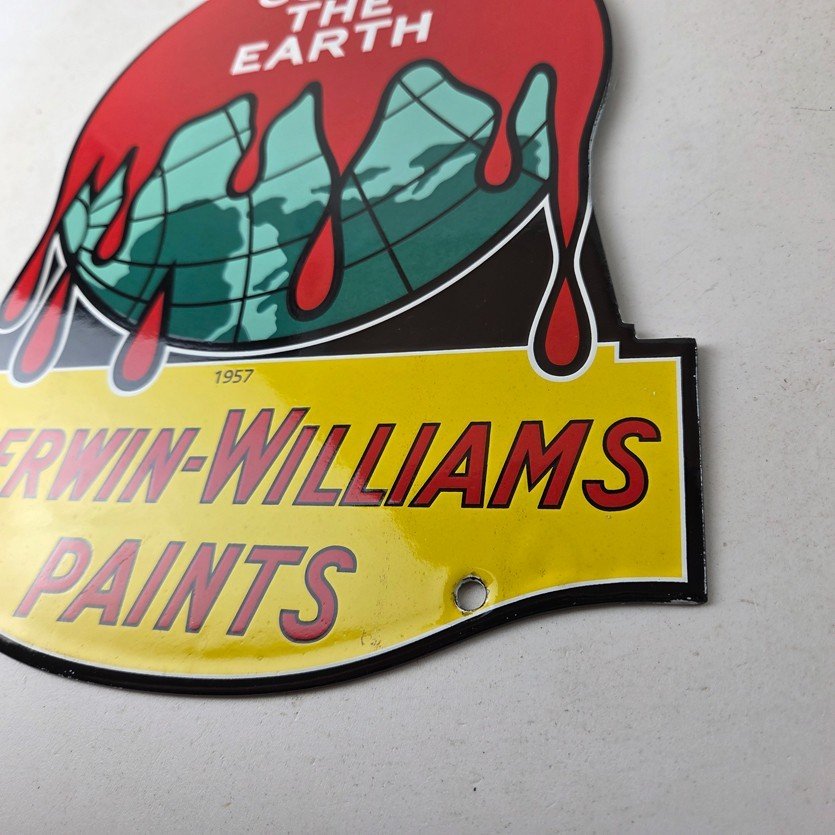 THE
EARTH
1957
ERWIN-WILLIAMS
PAINTS